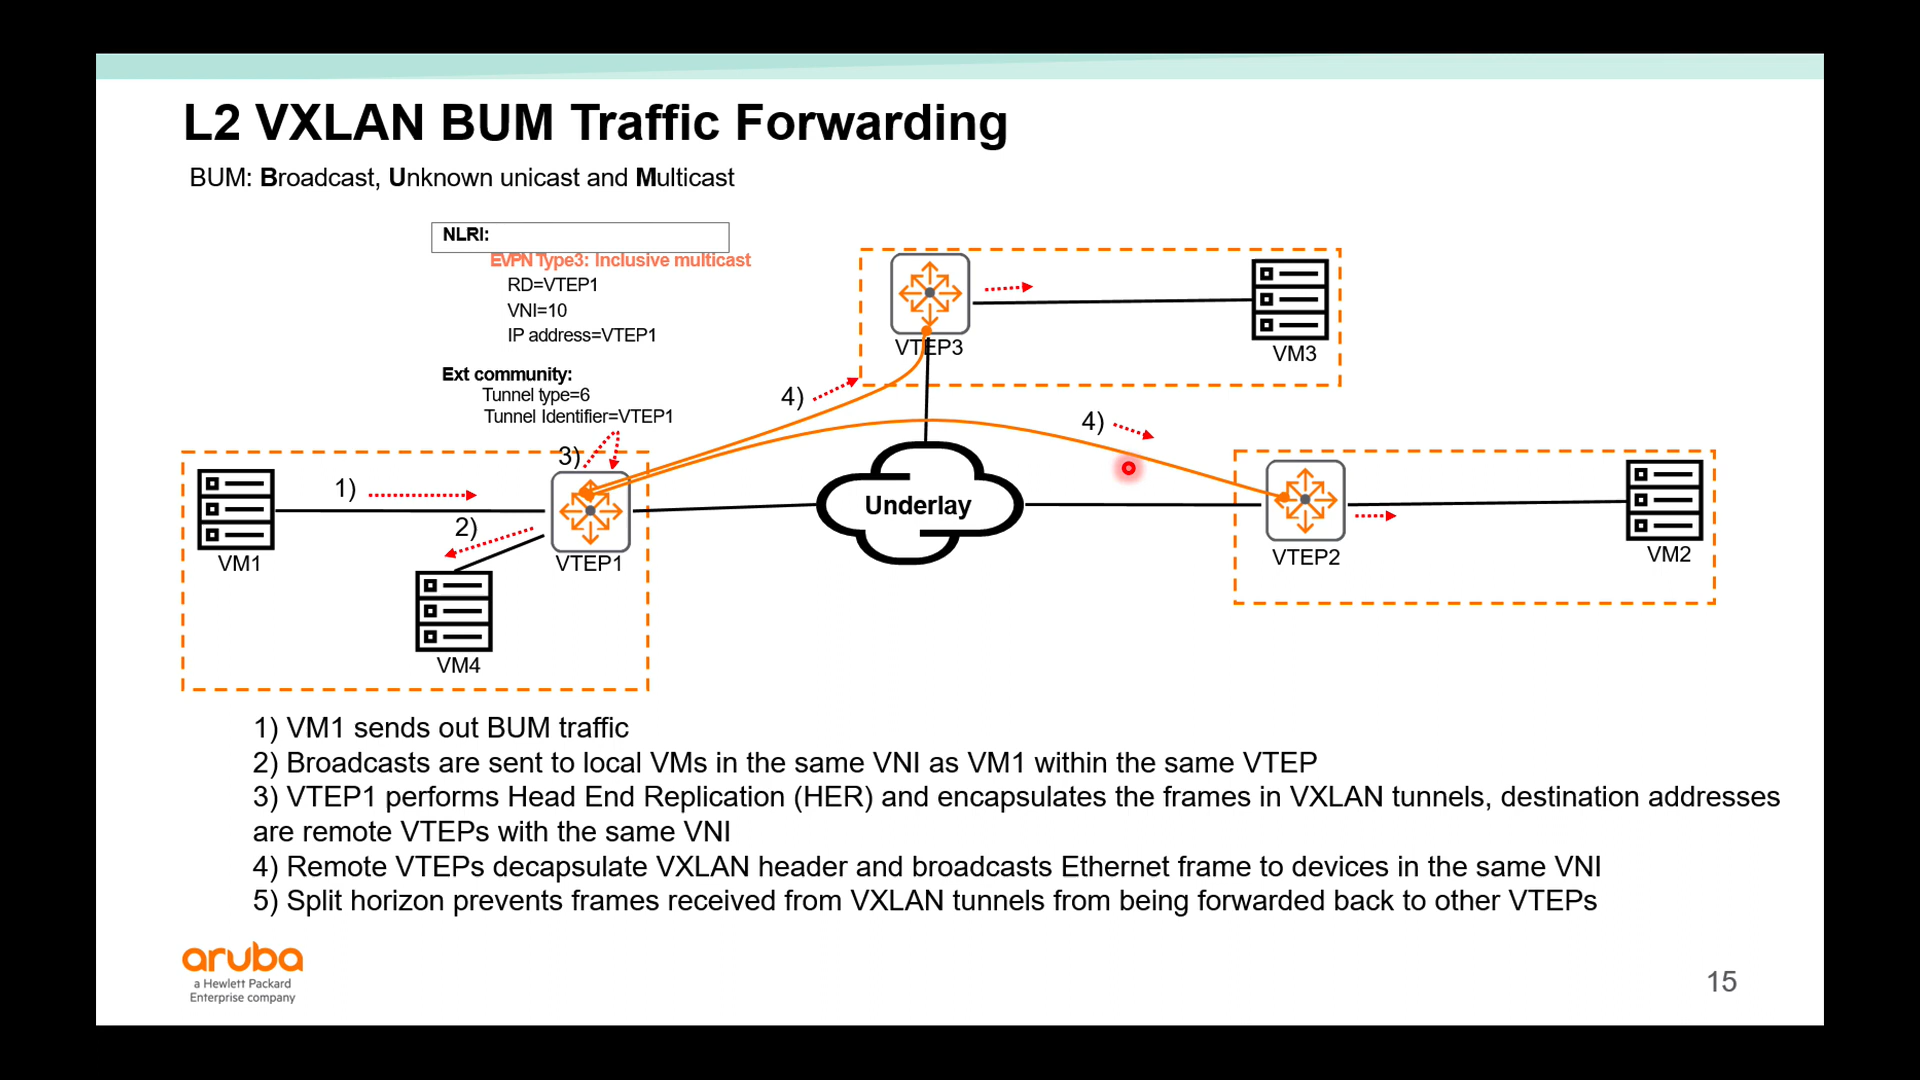 L2 VXLAN BUM Traffic Forwarding
BUM: Broadcast, Unknown unicast and Multicast
NLRI:
EVPN Type3: Inclusive multicast
RD=VTEP1
VNI=10
IP address=VTEP1
Ext community:
Tunnel type=6
Tunnel Identifier=VTEP1
VTEP3
VM3
4)
4)
3)
1)
2)
VM1
VTEP1
Underlay
VTEP2
VM2
VM4
1) VM1 sends out BUM traffic
2) Broadcasts are sent to local VMs in the same VNI as VM1 within the same VTEP
3) VTEP1 performs Head End Replication (HER) and encapsulates the frames in VXLAN tunnels, destination addresses
are remote VTEPs with the same VNI
4) Remote VTEPs decapsulate VXLAN header and broadcasts Ethernet frame to devices in the same VNI
5) Split horizon prevents frames received from VXLAN tunnels from being forwarded back to other VTEPs
aruba
a Hewlett Packard
Enterprise company
15